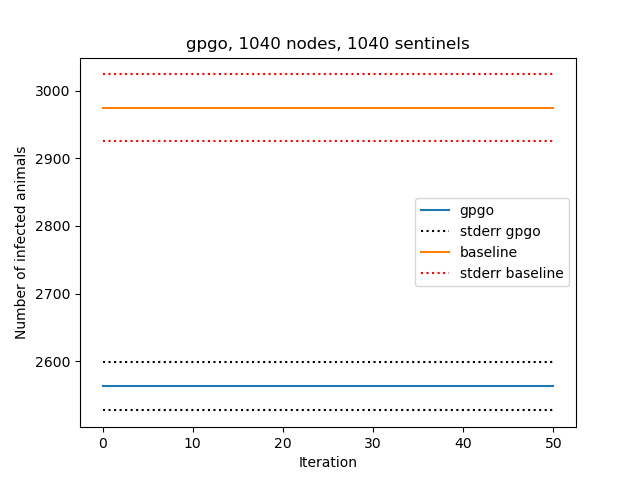 gpgo, 1040 nodes, 1040 sentinels
3000
2900
2800
2700
2600
Number of infected animals
gpgo
stderr gpgo
baseline
stderr baseline
0 10 20 30 40 50
Iteration